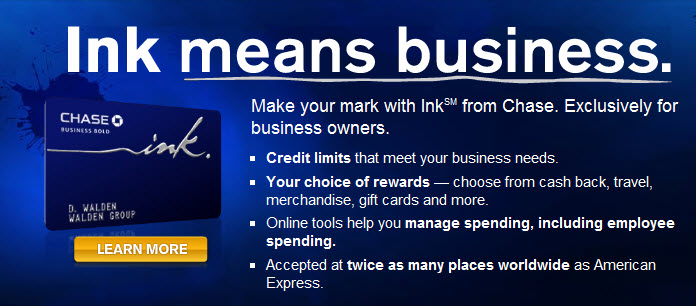 Ink means business.
Make your mark with Ink℠ from Chase. Exclusively for
business owners.
CHASE
BUSINESS BOLD
ink.
D. WALDEN
WALDEN GROUP
LEARN MORE
▪ Credit limits that meet your business needs.
▪ Your choice of rewards — choose from cash back, travel,
merchandise, gift cards and more.
▪ Online tools help you manage spending, including employee
spending.
▪ Accepted at twice as many places worldwide as American
Express.